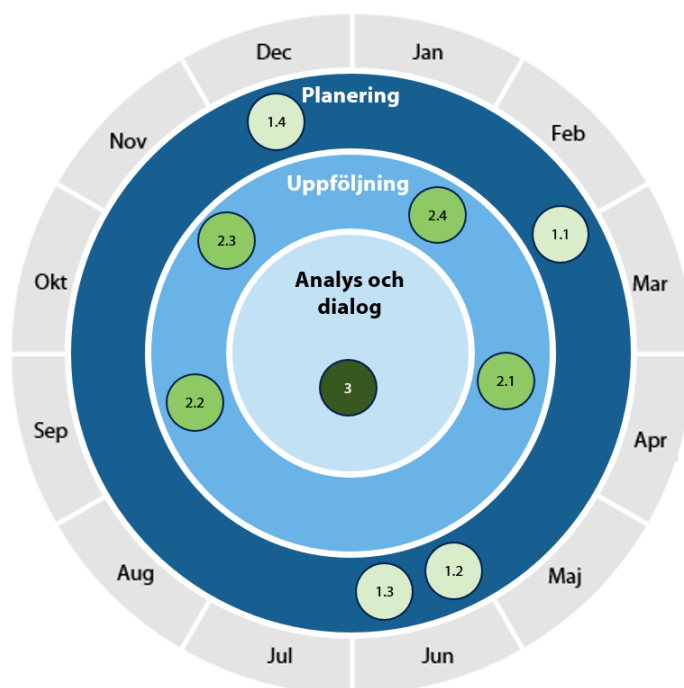 Dec
Jan
Nov
Planering
Feb
1.4
Uppföljning
2.4
1.1
2.3
Okt
Analys och
dialog
Mar
3
2.1
2.2
Sep
Apr
Aug
1.3
1.2
Maj
Jul
Jun